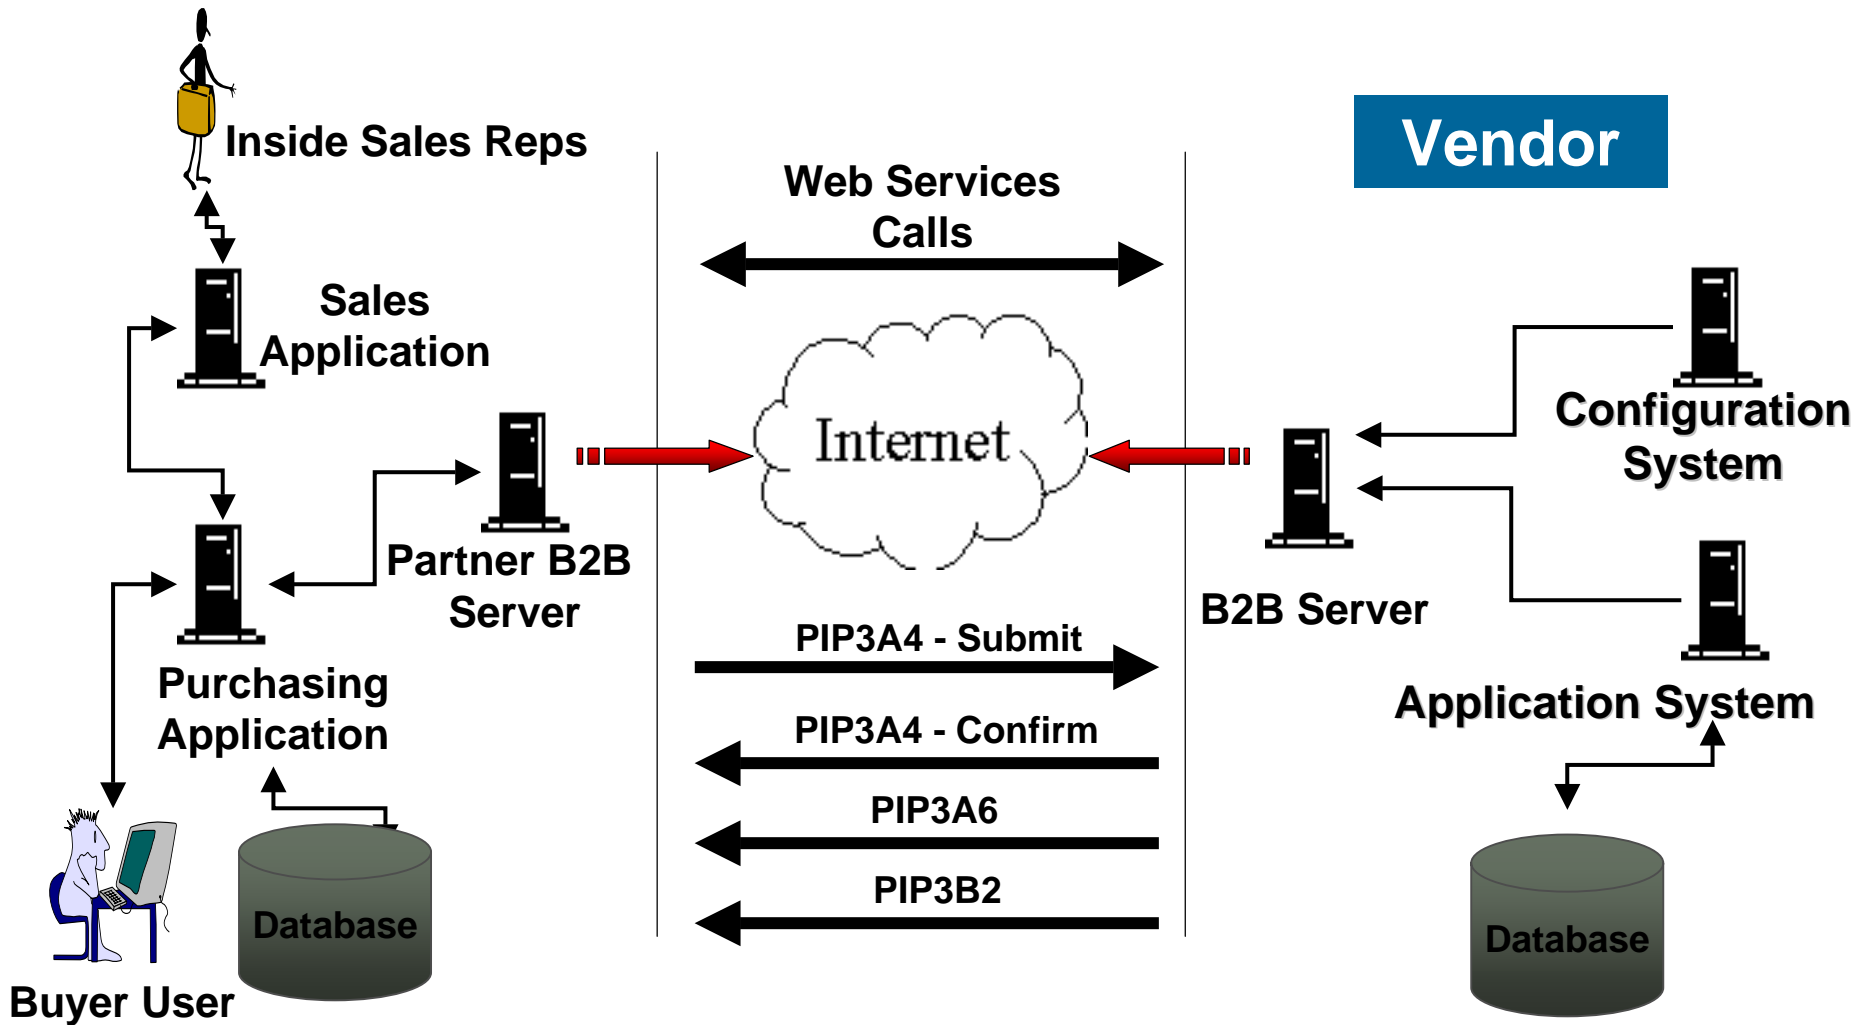 Inside Sales Reps
Vendor
Web Services
Calls
Sales
Application
Internet
Configuration
System
Partner B2B
Server
B2B Server
PIP3A4 - Submit
Purchasing
Application
Application System
PIP3A4 - Confirm
PIP3A6
PIP3B2
Database
Database
Buyer User